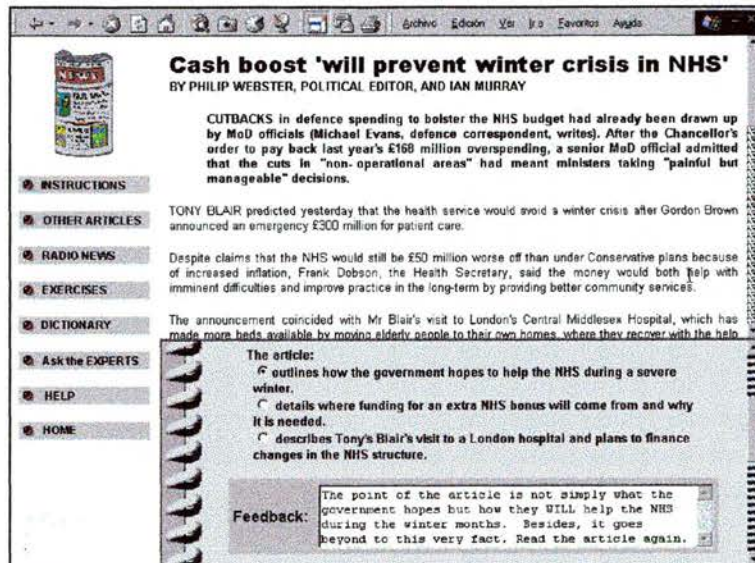 Archivo Edición Ver Ir a Favoritos Ayuda
NEWS
Cash boost 'will prevent winter crisis in NHS'
BY PHILIP WEBSTER, POLITICAL EDITOR, AND IAN MURRAY
CUTBACKS in defence spending to bolster the NHS budget had already been drawn up
by MoD officials (Michael Evans, defence correspondent, writes). After the Chancellor's
order to pay back last year's £168 million overspending, a senior MoD official admitted
that the cuts in "non-operational areas" had meant ministers taking "painful but
manageable" decisions.
INSTRUCTIONS
OTHER ARTICLES
RADIO NEWS
EXERCISES
DICTIONARY
Ask the EXPERTS
HELP
HOME
TONY BLAIR predicted yesterday that the health service would avoid a winter crisis after Gordon Brown
announced an emergency £300 million for patient care.
Despite claims that the NHS would still be £50 million worse off than under Conservative plans because
of increased inflation, Frank Dobson, the Health Secretary, said the money would both help with
imminent difficulties and improve practice in the long-term by providing better community services.
The announcement coincided with Mr Blair's visit to London's Central Middlesex Hospital, which has
made more beds available by moving elderly people to their own homes, where they recover with the help
The article:
outlines how the government hopes to help the NHS during a severe
winter.
details where funding for an extra NHS bonus will come from and why
it is needed.
describes Tony's Blair's visit to a London hospital and plans to finance
changes in the NHS structure.
Feedback:
The point of the article is not simply what the
government hopes but how they WILL help the NHS
during the winter months. Besides, it goes
beyond to this very fact. Read the article again.